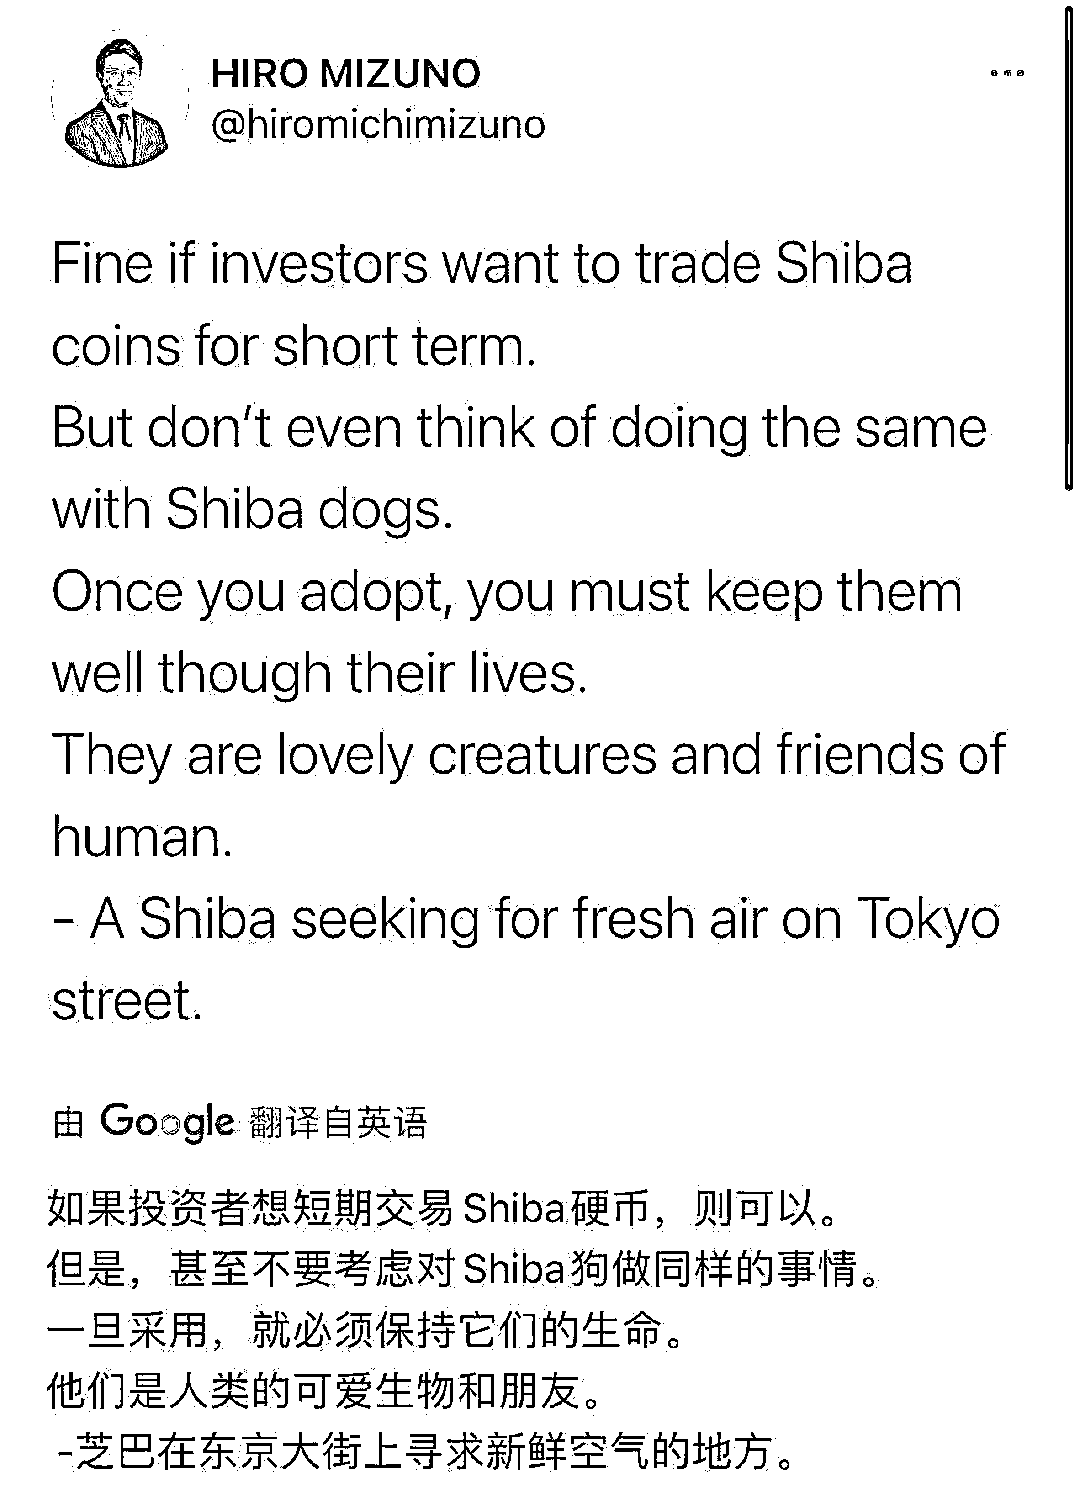 HIRO MIZUNO
@hiromichimizuno
Fine if investors want to trade Shiba
coins for short term.
But don’t even think of doing the same
with Shiba dogs.
Once you adopt, you must keep them
well though their lives.
They are lovely creatures and friends of
human.
- A Shiba seeking for fresh air on Tokyo
street.
由 Google 翻译自英语
如果投资者想短期交易Shiba硬币，则可以。
但是，甚至不要考虑对Shiba狗做同样的事情。
一旦采用，就必须保持它们的生命。
他们是人类的可爱生物和朋友。
-芝巴在东京大街上寻求新鲜空气的地方。